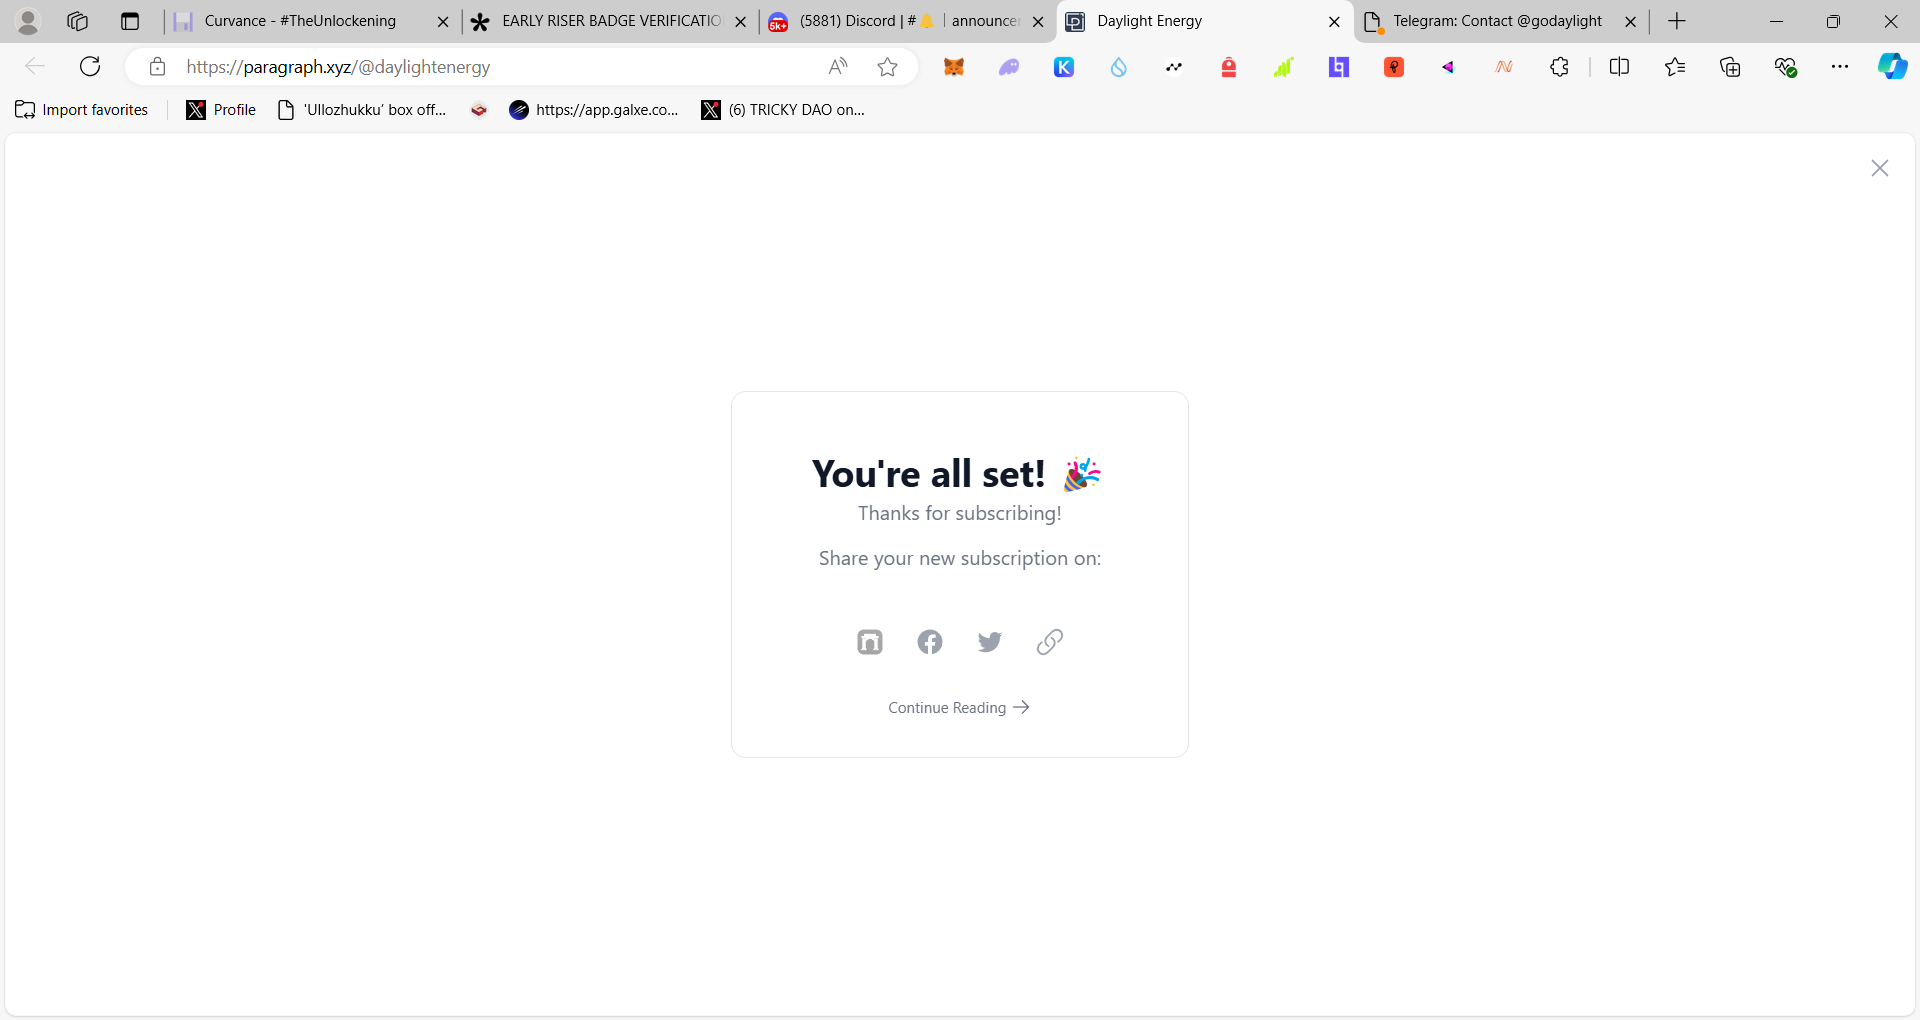 Curvance - #TheUnlockening
EARLY RISER BADGE VERIFICATIO
5k+
(5881) Discord | #🔔 | announce
Daylight Energy
Telegram: Contact @godaylight
https://paragraph.xyz/@daylightenergy
Import favorites
Profile
'Ullozhukku' box off...
https://app.galxe.co...
(6) TRICKY DAO on...
You're all set! 🎉
Thanks for subscribing!
Share your new subscription on:
Continue Reading →